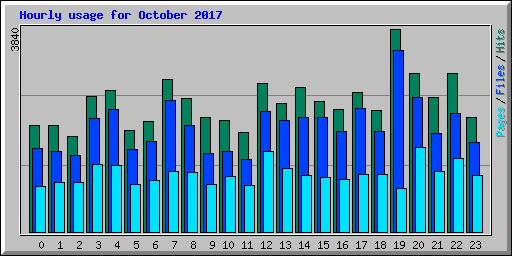 Hourly usage for October 2017
3840
Pages/Files/Hits
0 1 2 3 4 5 6 7 8 9 10 11 12 13 14 15 16 17 18 19 20 21 22 23